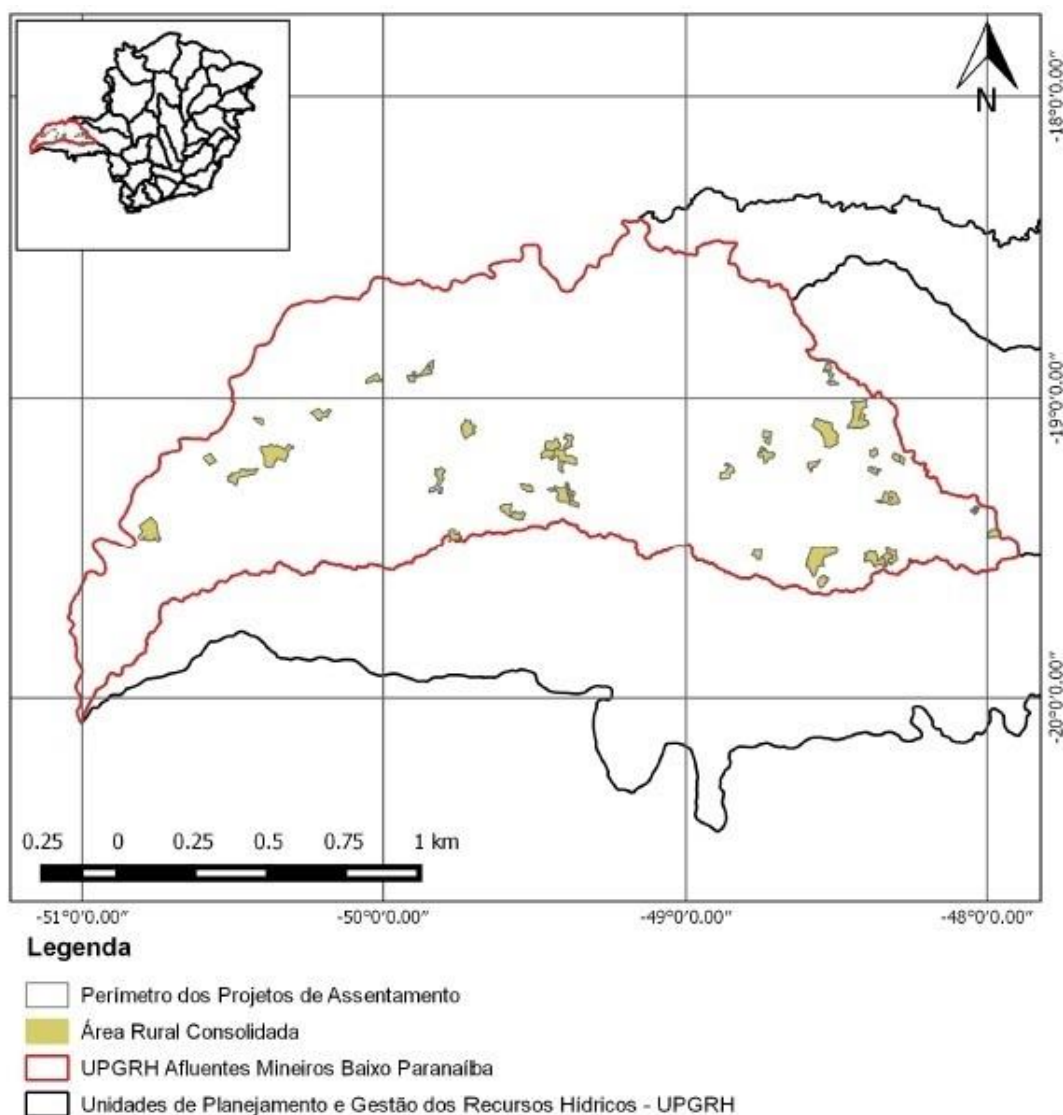 N
-18°0'0.00"
-19°0'0.00"
-20°0'0.00"
0.25 0 0.25 0.5 0.75 1 km
-51°0'0.00" -50°0'0.00" -49°0'0.00" -48°0'0.00"
Legenda
Perímetro dos Projetos de Assentamento
Área Rural Consolidada
UPGRH Afluentes Mineiros Baixo Paranaíba
Unidades de Planejamento e Gestão dos Recursos Hídricos - UPGRH